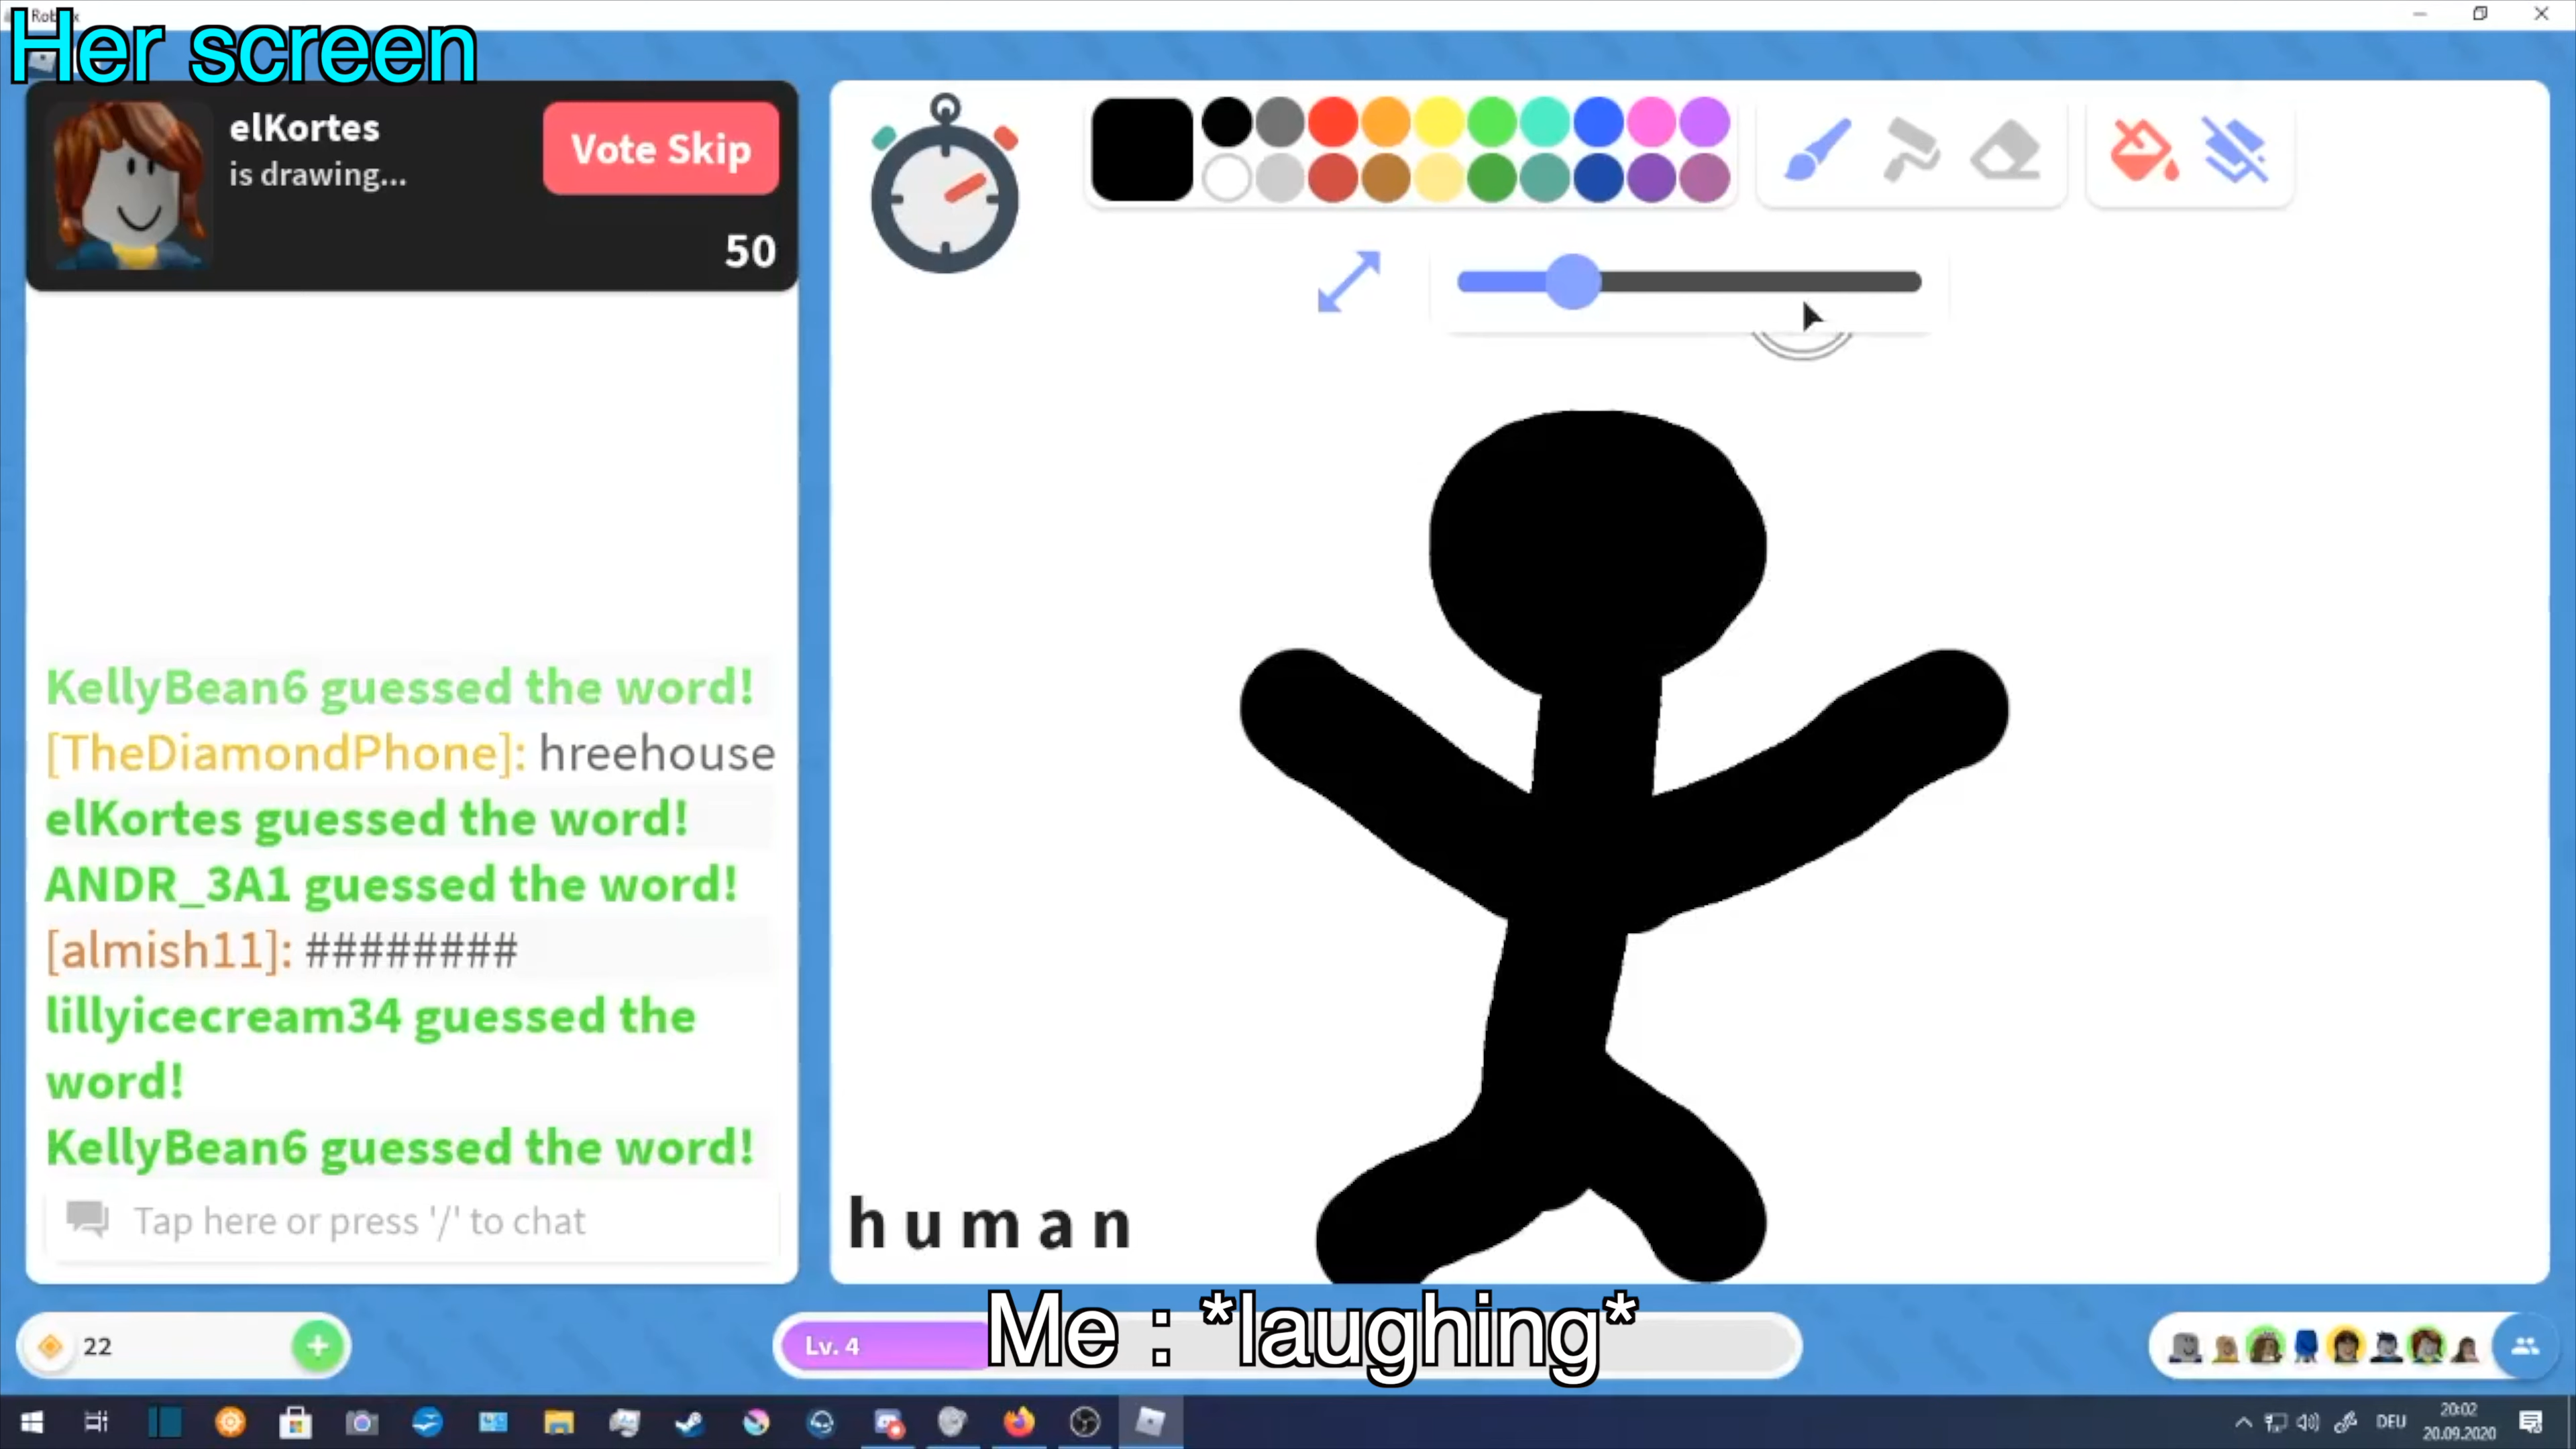 Her screen
elKortes
is drawing...
Vote Skip
50
KellyBean6 guessed the word!
[TheDiamondPhone]: hreehouse
elKortes guessed the word!
ANDR_3A1 guessed the word!
[almish11]: ########
lillyicecream34 guessed the
word!
KellyBean6 guessed the word!
Tap here or press '/' to chat
human
22
Lv. 4
Me : *laughing*
DEU
20:02
20.09.2020